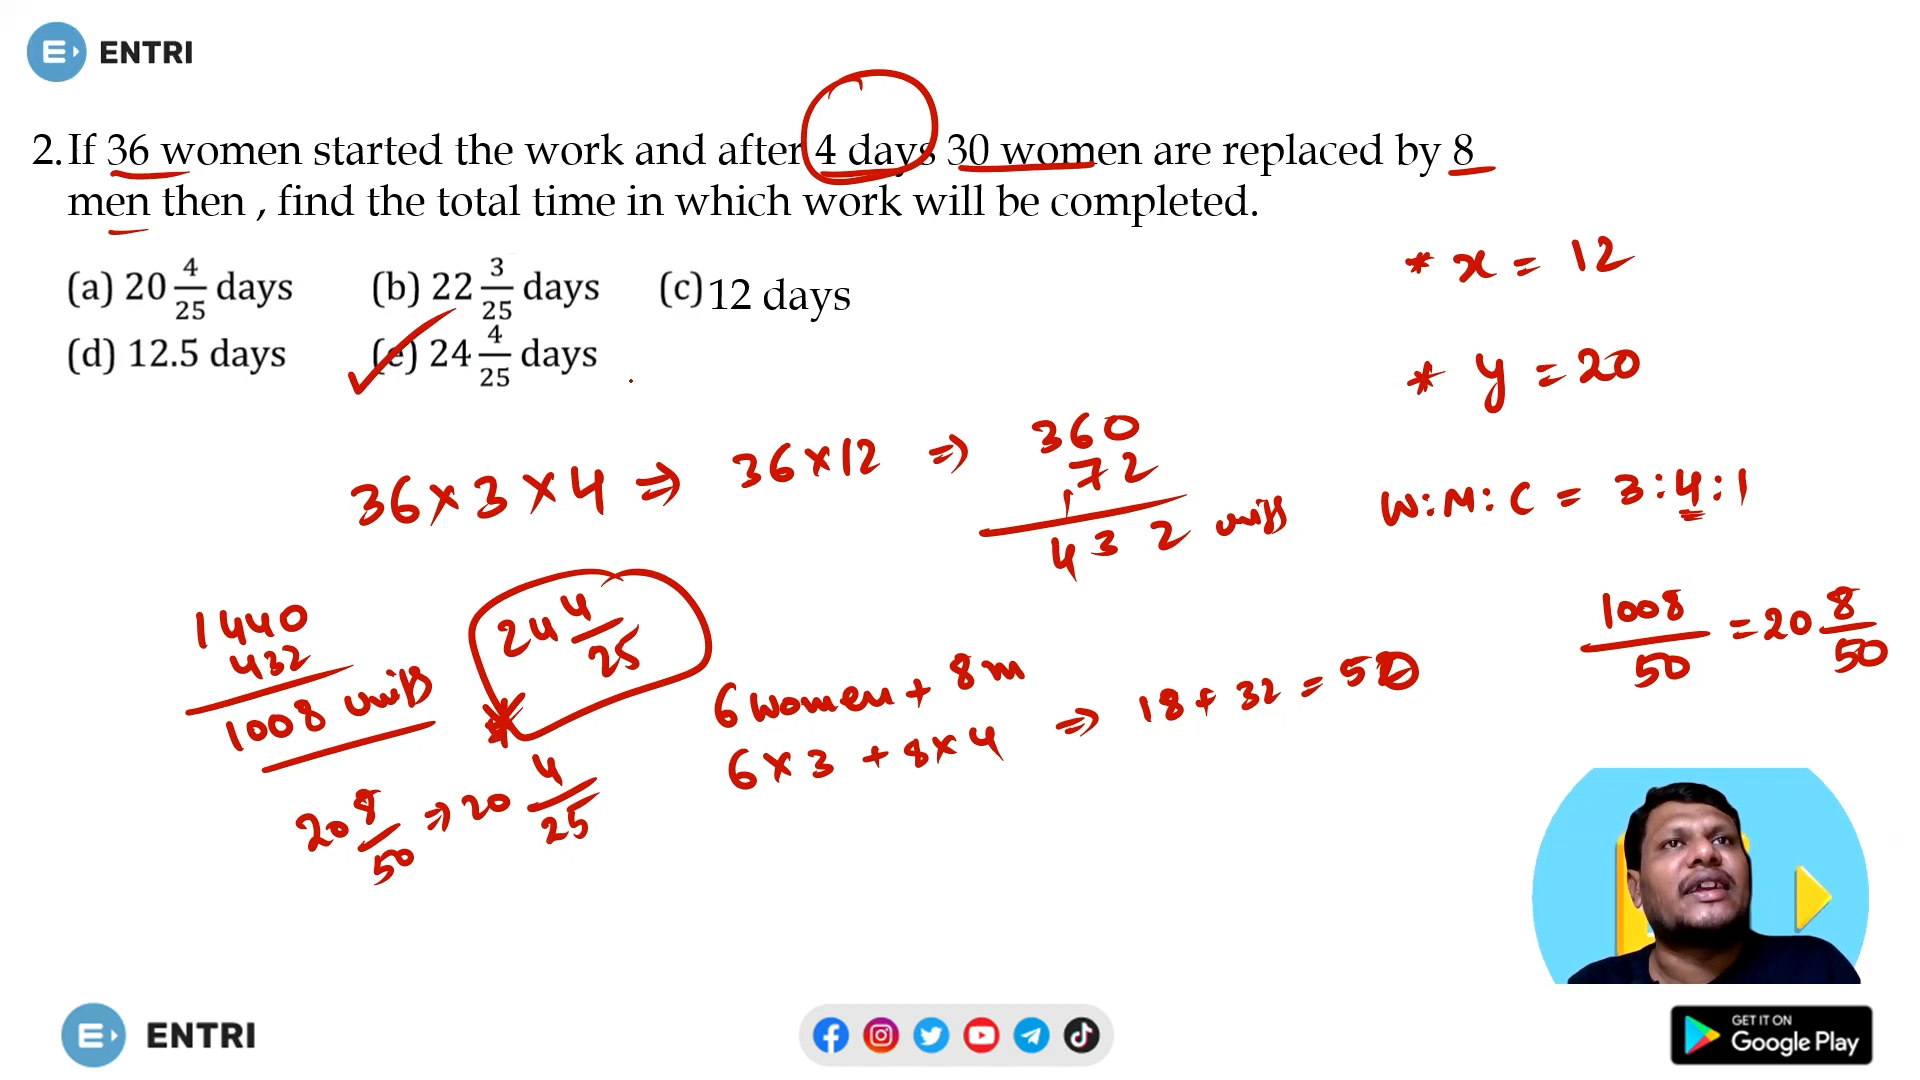 ENTRI
2. If 36 women started the work and after 4 days 30 women are replaced by 8
men then , find the total time in which work will be completed.
(a) 20 4/25 days (b) 22 3/25 days (c) 12 days
(d) 12.5 days (e) 24 4/25 days
* x = 12
* y = 20
36 × 3 × 4 ⇒ 36 × 12 ⇒ 360
72
432 units
W : M : C = 3 : 4 : 1
1440
432
1008 units
24 4/25
6 women + 8 m
6 × 3 + 8 × 4 ⇒ 18 + 32 = 50
1008/50 = 20 8/50
20 8/50 ⇒ 20 4/25
ENTRI
GET IT ON
Google Play